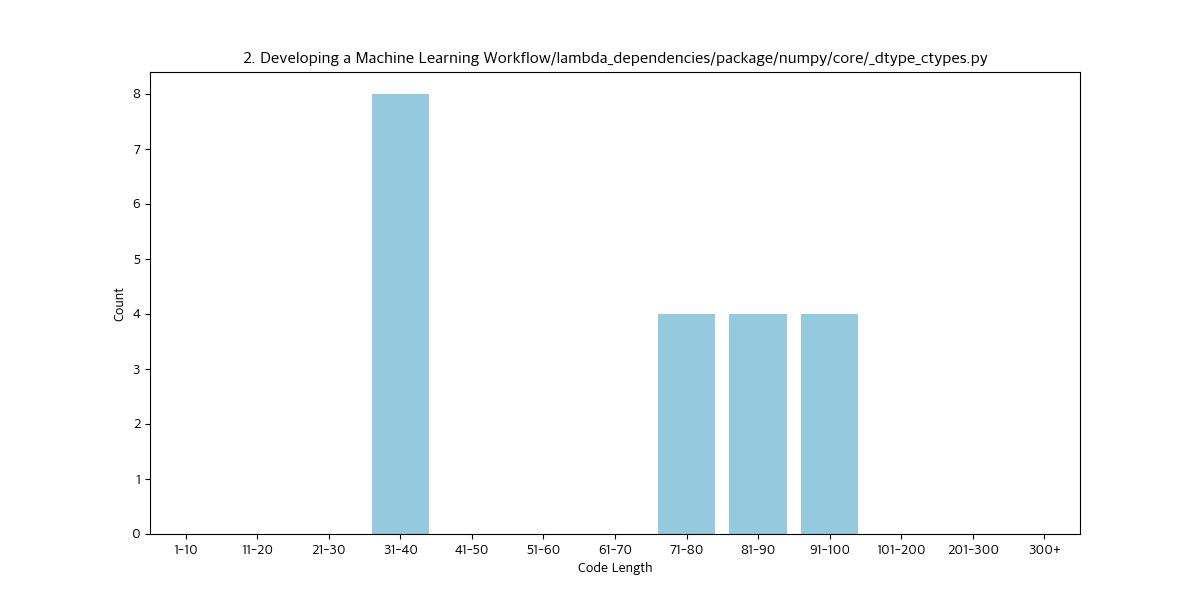 2. Developing a Machine Learning Workflow/lambda_dependencies/package/numpy/core/_dtype_ctypes.py
Count
8
7
6
5
4
3
2
1
0
1-10 11-20 21-30 31-40 41-50 51-60 61-70 71-80 81-90 91-100 101-200 201-300 300+
Code Length